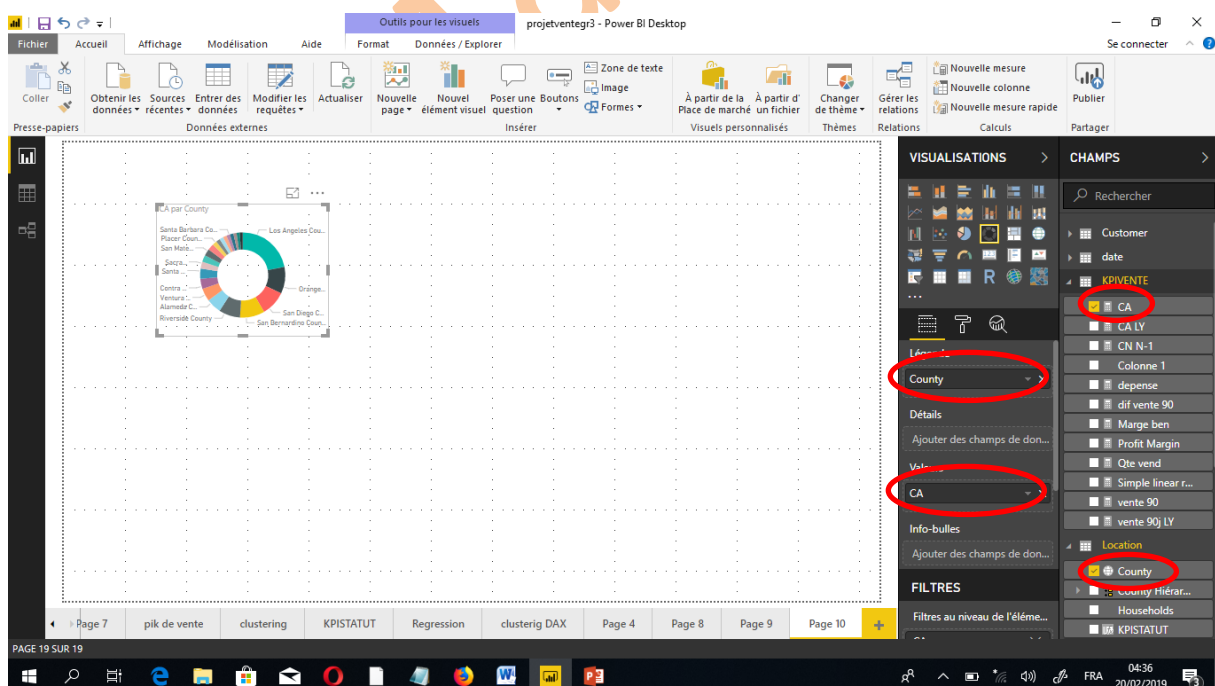 Outils pour les visuels
projetventegr3 - Power BI Desktop
Fichier Accueil Affichage Modélisation Aide Format Données / Explorer Se connecter
Coller
Obtenir les données
Sources récentes
Entrer des données
Modifier les requêtes
Actualiser
Nouvelle page
Nouvel élément visuel
Poser une question
Boutons
Zone de texte
Image
Formes
À partir de la Place de marché
À partir d' un fichier
Changer de thème
Gérer les relations
Nouvelle mesure
Nouvelle colonne
Nouvelle mesure rapide
Publier
Presse-papiers Données externes Insérer Visuels personnalisés Thèmes Relations Calculs Partager
CA par County
Santa Barbara Co...
Placer Coun...
San Mate...
Sacra...
Santa ...
Contra ...
Ventura ...
Alameda C...
Riverside County
Los Angeles Cou...
Orange...
San Diego C...
San Bernardino Coun...
VISUALISATIONS
R
Légende
County
Détails
Ajouter des champs de don...
Valeurs
CA
Info-bulles
Ajouter des champs de don...
FILTRES
Filtres au niveau de l'éléme...
CHAMPS
Rechercher
Customer
date
KPIVENTE
CA
CA LY
CN N-1
Colonne 1
depense
dif vente 90
Marge ben
Profit Margin
Qte vend
Simple linear r...
vente 90
vente 90j LY
Location
County
County Hiérar...
Households
KPISTATUT
Page 7 pik de vente clustering KPISTATUT Regression clusterig DAX Page 4 Page 8 Page 9 Page 10
PAGE 19 SUR 19
FRA
04:36
20/02/2019